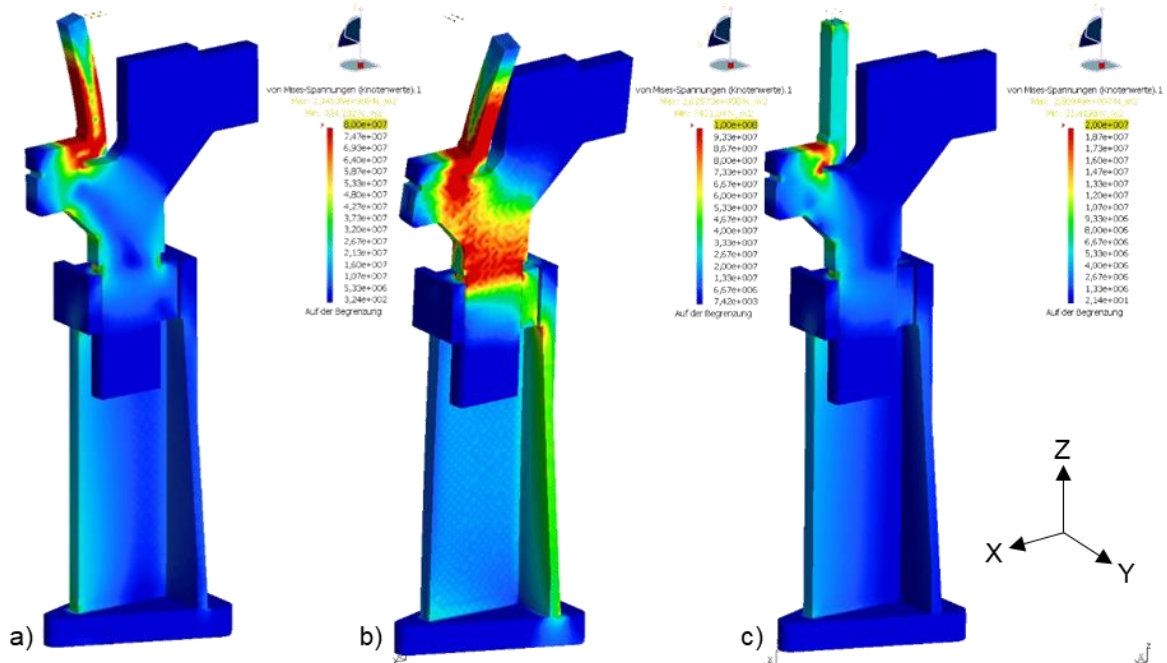 von Mises-Spannungen (Knotenwerte).1
8,00e+007
7,47e+007
6,93e+007
6,40e+007
5,87e+007
5,33e+007
4,80e+007
4,27e+007
3,73e+007
3,20e+007
2,67e+007
2,13e+007
1,60e+007
1,07e+007
5,33e+006
3,24e+002
Auf der Begrenzung
a)
von Mises-Spannungen (Knotenwerte).1
1,00e+008
9,33e+007
8,67e+007
8,00e+007
7,33e+007
6,67e+007
6,00e+007
5,33e+007
4,67e+007
4,00e+007
3,33e+007
2,67e+007
2,00e+007
1,33e+007
6,67e+006
7,42e+003
Auf der Begrenzung
b)
von Mises-Spannungen (Knotenwerte).1
2,00e+007
1,87e+007
1,73e+007
1,60e+007
1,47e+007
1,33e+007
1,20e+007
1,07e+007
9,33e+006
8,00e+006
6,67e+006
5,33e+006
4,00e+006
2,67e+006
1,33e+006
2,14e+001
Auf der Begrenzung
c)
Z
X
Y